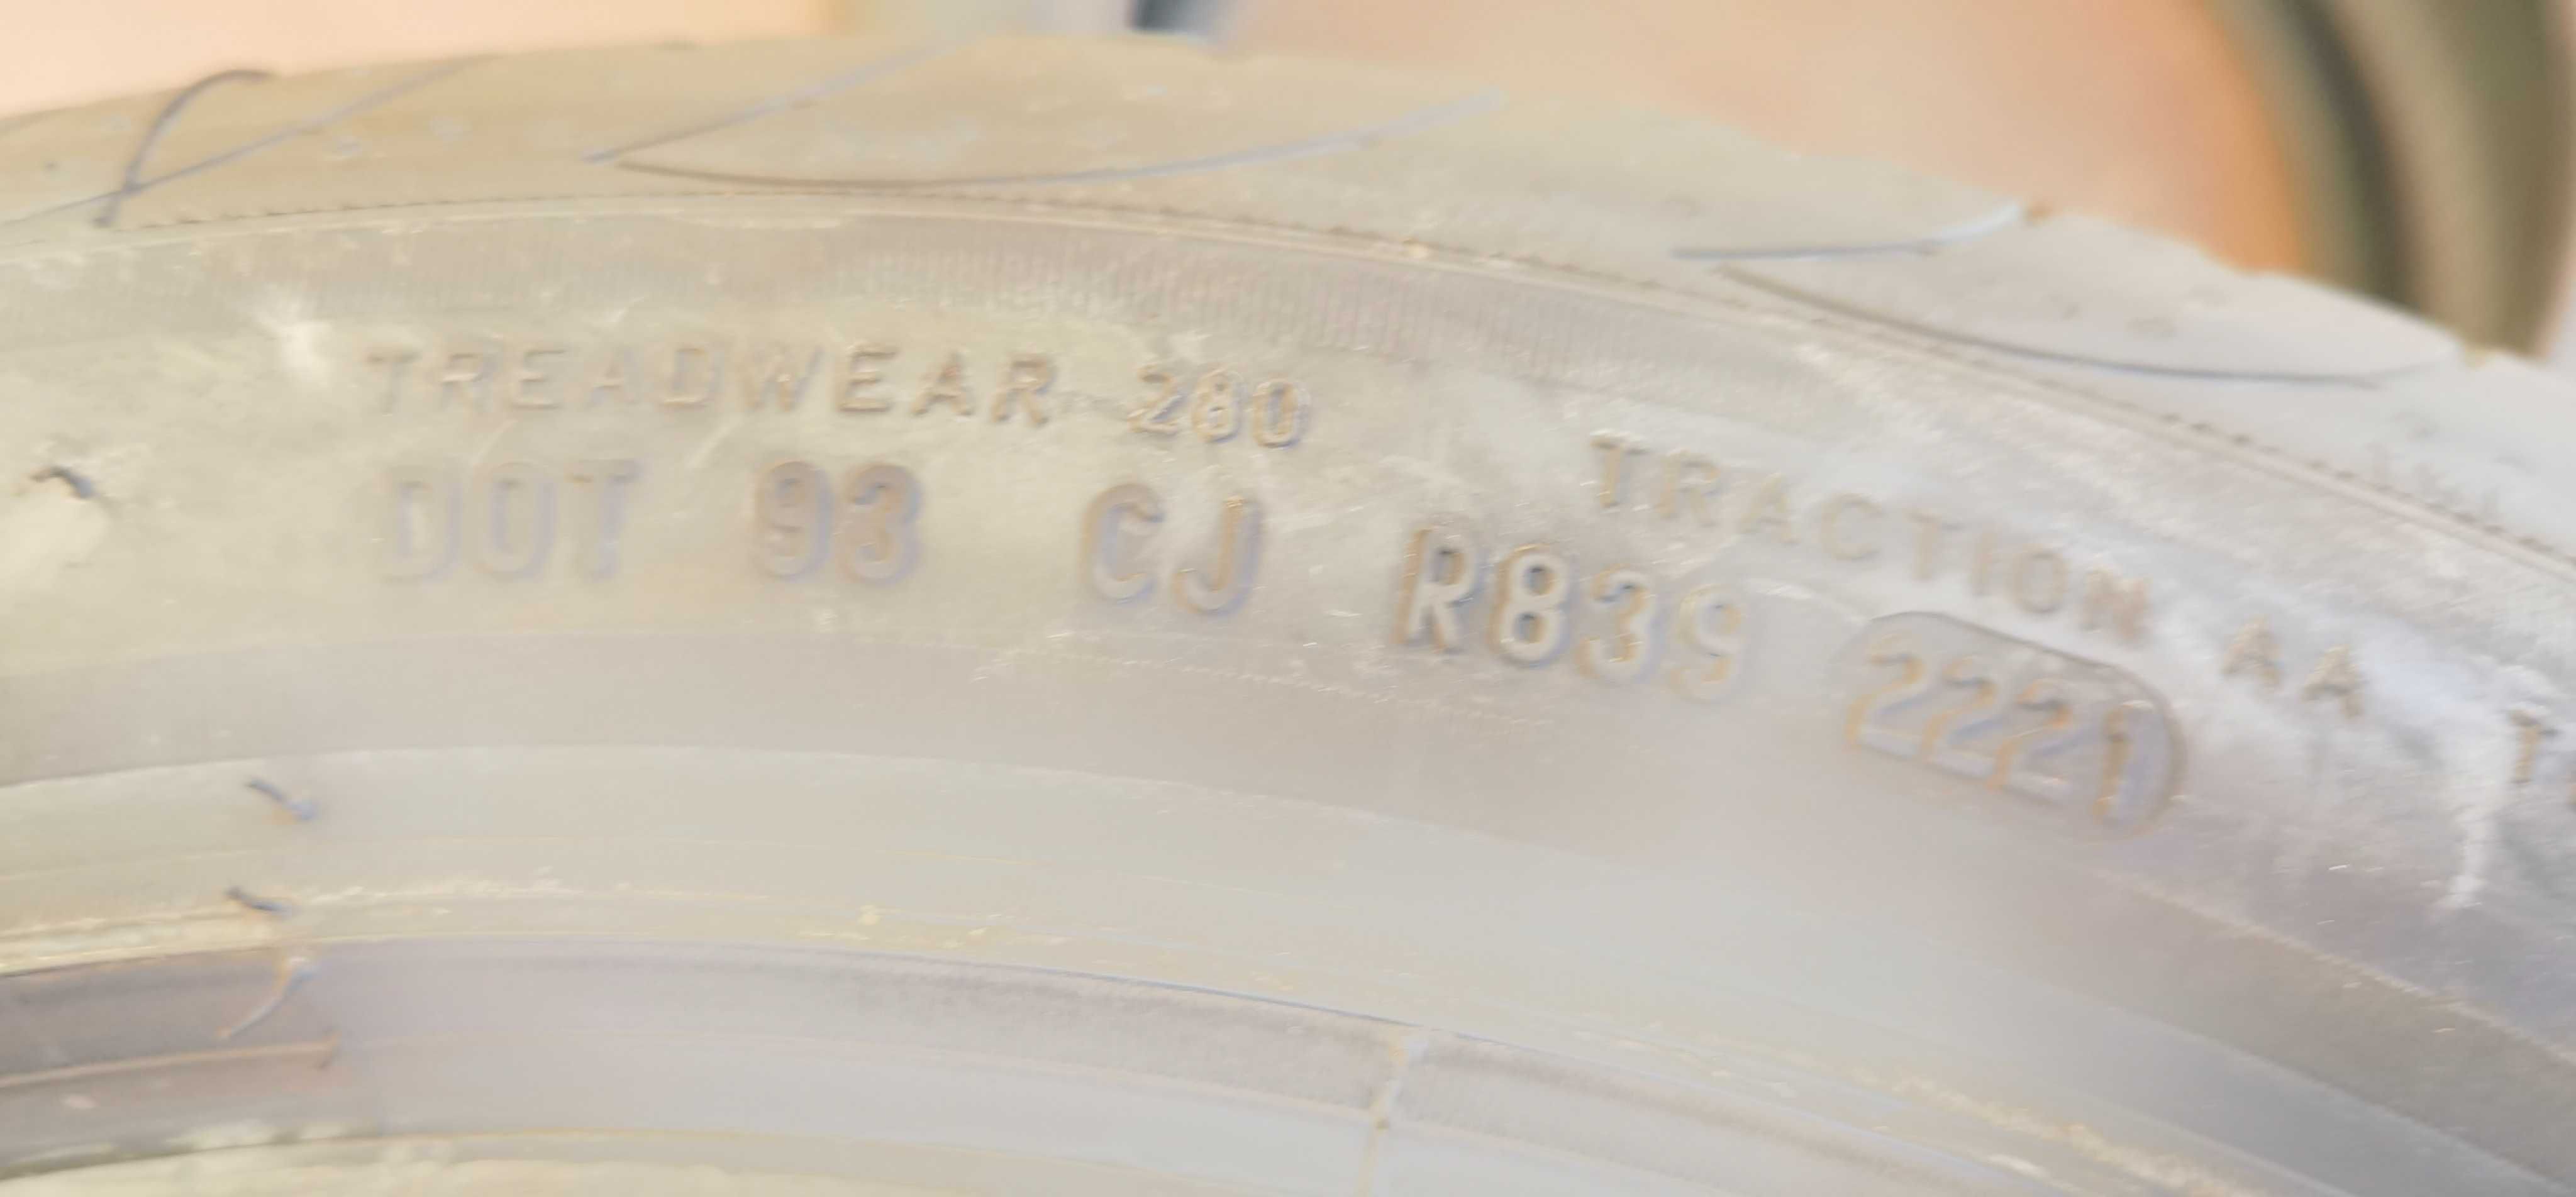 TREADWEAR 280 TRACTION AA
DOT 93 CJ R839 2221